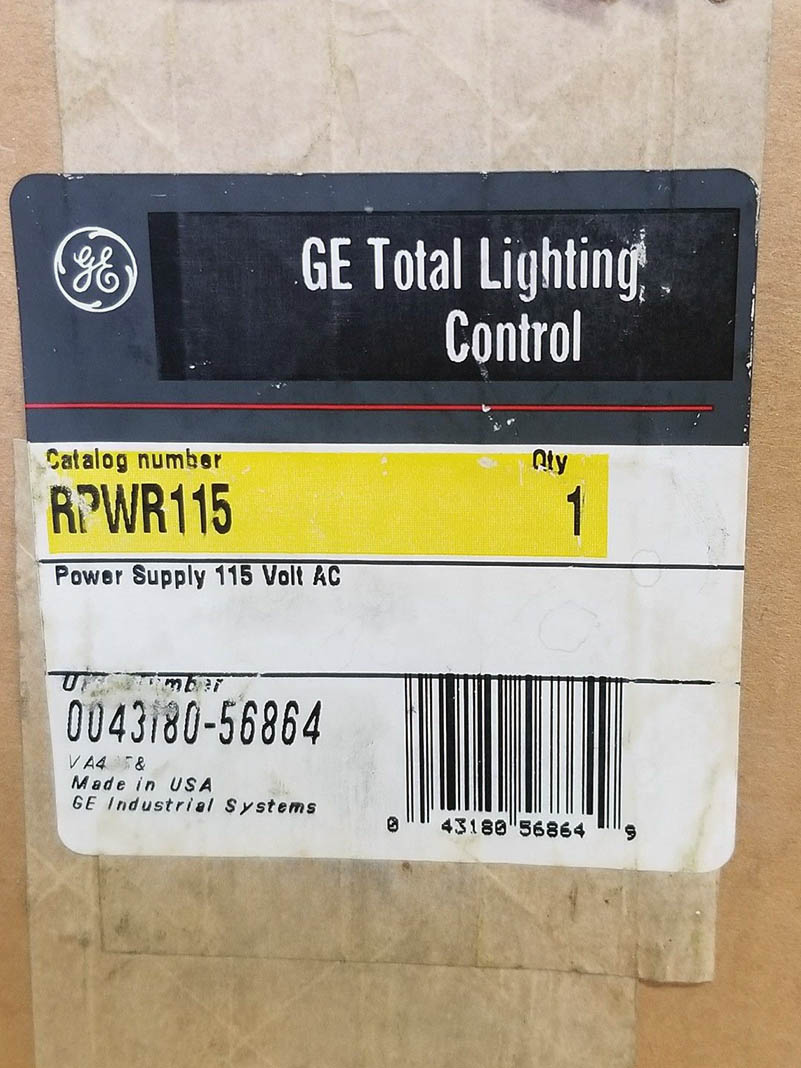 GE
GE Total Lighting
Control
Catalog number Qty
RPWR115 1
Power Supply 115 Volt AC
0043180-56864
Made in USA
GE Industrial Systems
0 43180 56864 9